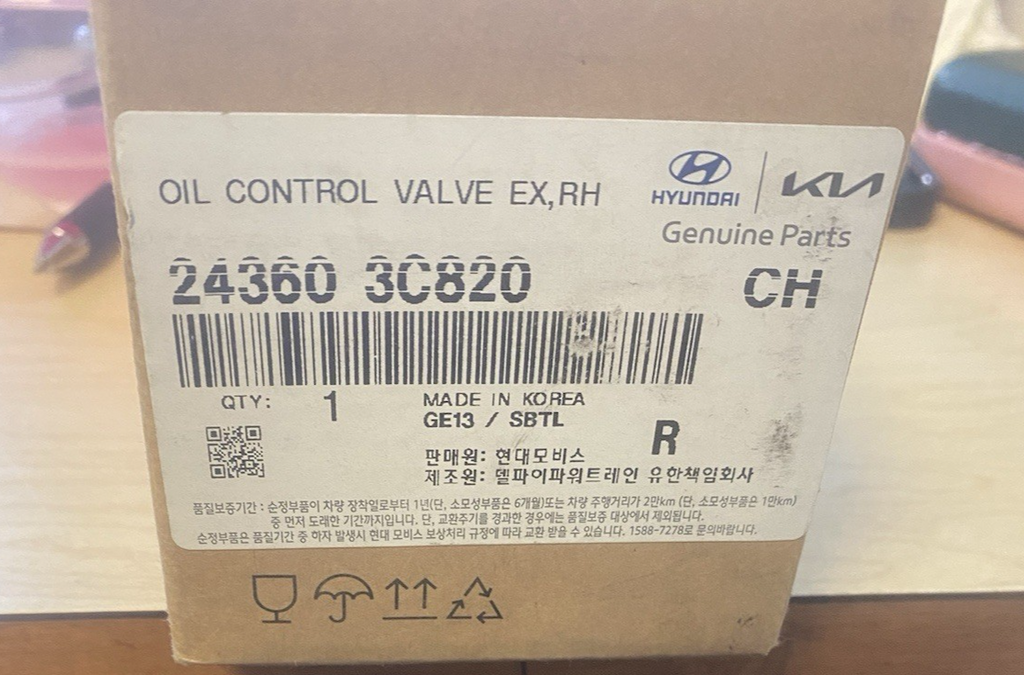 OIL CONTROL VALVE EX,RH
HYUNDAI
KIA
Genuine Parts
24360 3C820
CH
QTY: 1
MADE IN KOREA
GE13 / SBTL
R
판매원: 현대모비스
제조원: 델파이파워트레인 유한책임회사
품질보증기간 : 순정부품이 차량 장착일로부터 1년(단, 소모성부품은 6개월)또는 차량 주행거리가 2만km (단, 소모성부품은 1만km)
중 먼저 도래한 기간까지입니다. 단, 교환주기를 경과한 경우에는 품질보증 대상에서 제외됩니다.
순정부품은 품질기간 중 하자 발생시 현대 모비스 보상처리 규정에 따라 교환 받을 수 있습니다. 1588-7278로 문의바랍니다.